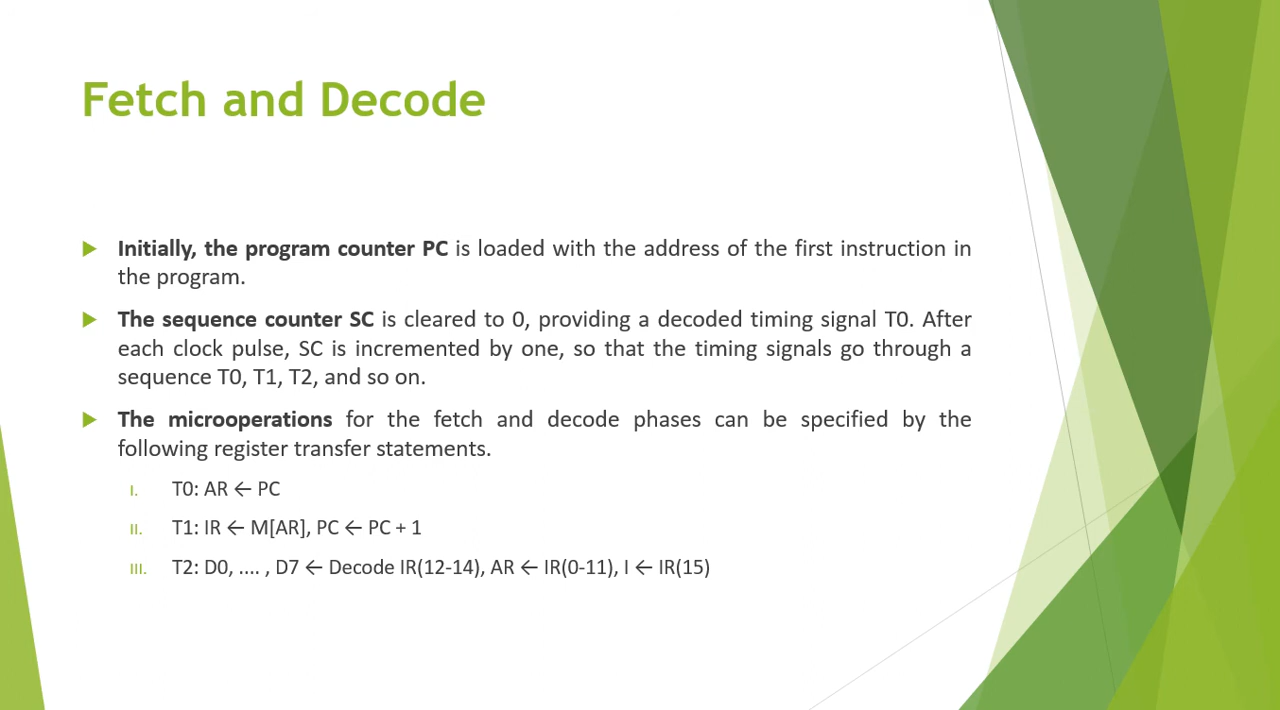 Fetch and Decode
Initially, the program counter PC is loaded with the address of the first instruction in
the program.
The sequence counter SC is cleared to 0, providing a decoded timing signal T0. After
each clock pulse, SC is incremented by one, so that the timing signals go through a
sequence T0, T1, T2, and so on.
The microoperations for the fetch and decode phases can be specified by the
following register transfer statements.
I. T0: AR ← PC
II. T1: IR ← M[AR], PC ← PC + 1
III. T2: D0, .... , D7 ← Decode IR(12-14), AR ← IR(0-11), I ← IR(15)